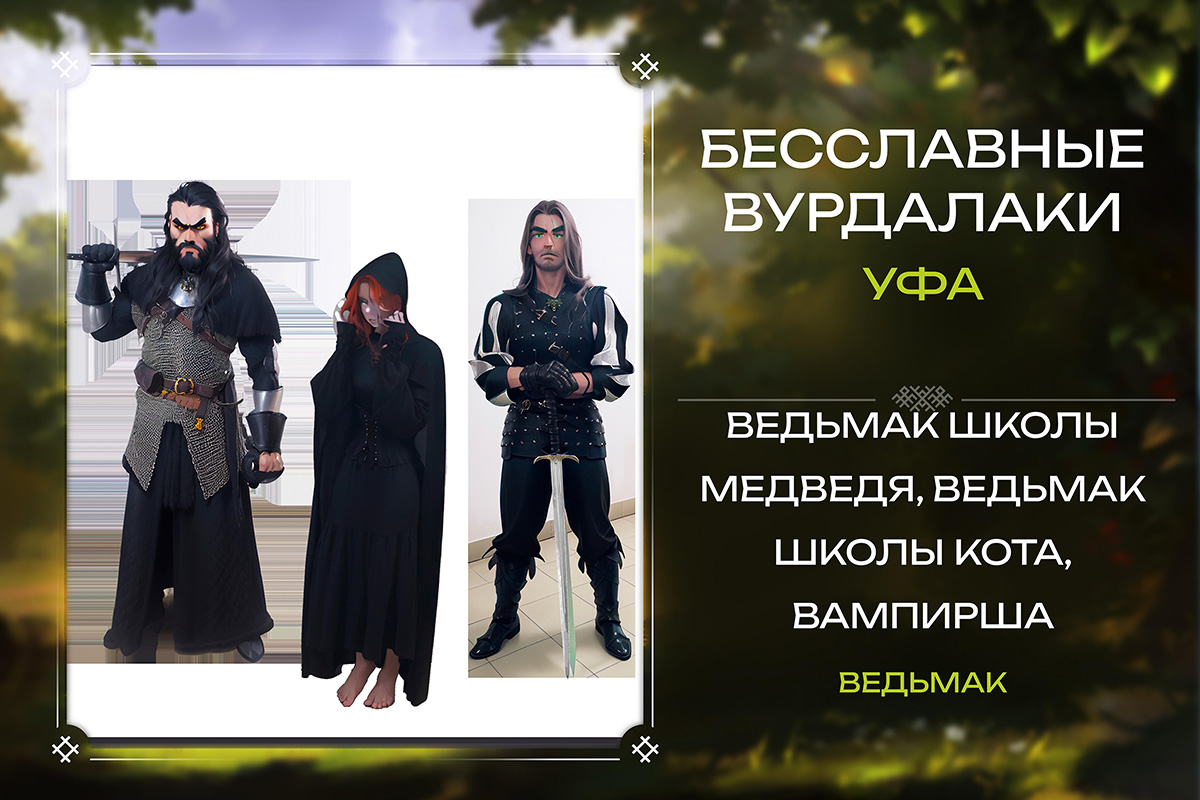 БЕССЛАВНЫЕ
ВУРДАЛАКИ
УФА
ВЕДЬМАК ШКОЛЫ
МЕДВЕДЯ, ВЕДЬМАК
ШКОЛЫ КОТА,
ВАМПИРША
ВЕДЬМАК